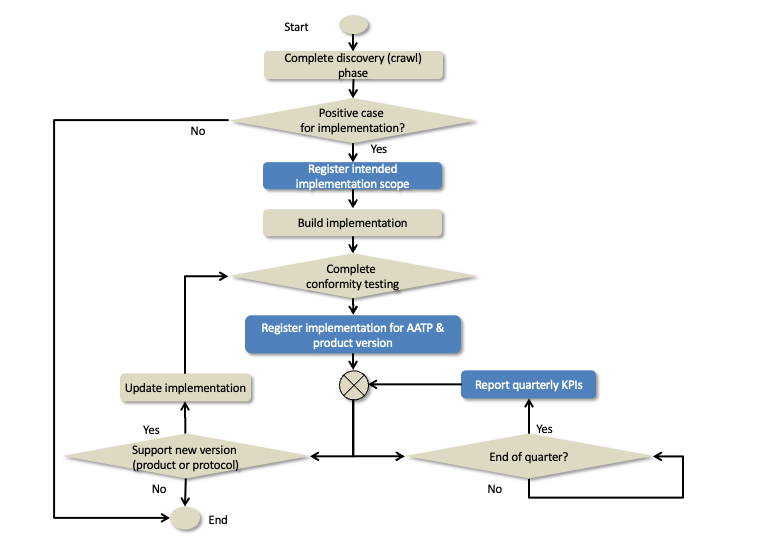 Start
Complete discovery (crawl)
phase
Positive case
for implementation?
No
Yes
Register intended
implementation scope
Build implementation
Complete
conformity testing
Register implementation for AATP &
product version
Update implementation
Report quarterly KPIs
Yes
Yes
Support new version
(product or protocol)
End of quarter?
No
No
End